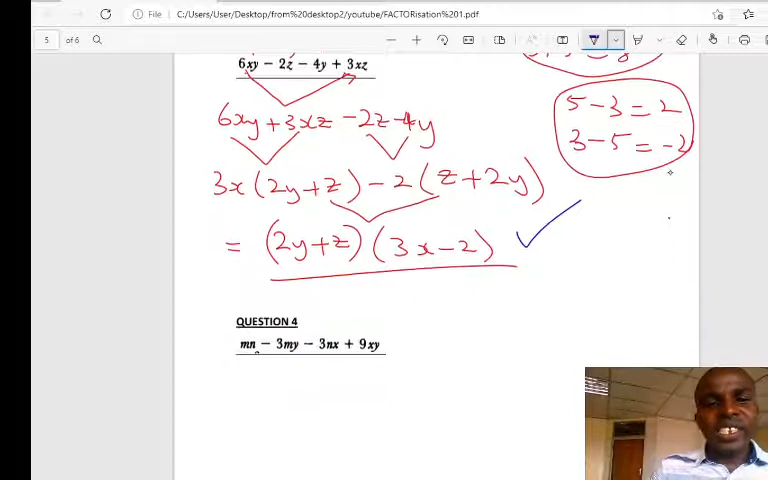 File | C:/Users/User/Desktop/from%20desktop2/youtube/FACTORisation%201.pdf
5 of 6
6xy − 2z − 4y + 3xz
6xy + 3xz − 2z − 4y
5 − 3 = 2
3 − 5 = −2
3x(2y+z) − 2(z+2y)
= (2y+z)(3x−2)
QUESTION 4
mn − 3my − 3nx + 9xy